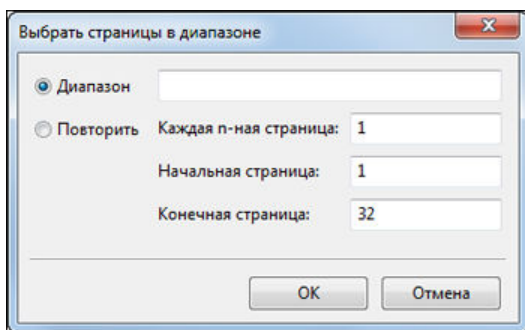 Выбрать страницы в диапазоне
Диапазон
Повторить Каждая n-ная страница: 1
Начальная страница: 1
Конечная страница: 32
OK Отмена